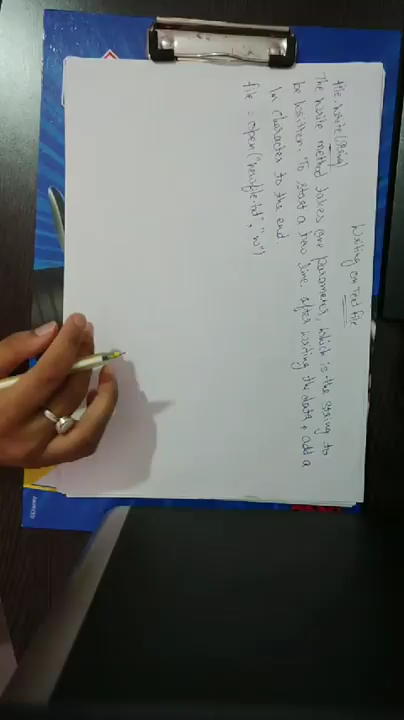 Writing on Text file
file.write(string)
The write method takes one parameter, which is the string to
be written. To start a new line after writing the data, add a
\n character to the end.
file = open("newfile.txt", "w")